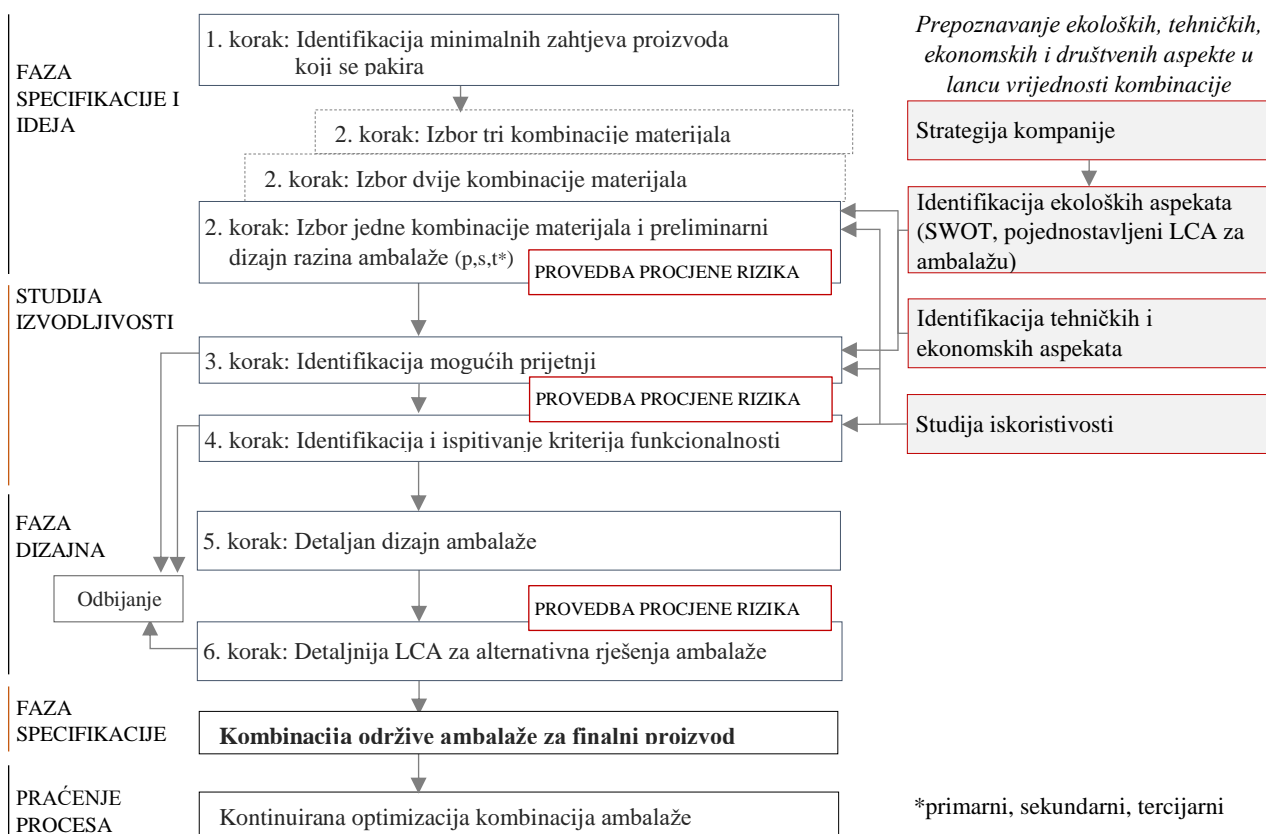 FAZA
SPECIFIKACIJE I
IDEJA
1. korak: Identifikacija minimalnih zahtjeva proizvoda
koji se pakira
2. korak: Izbor tri kombinacije materijala
2. korak: Izbor dvije kombinacije materijala
2. korak: Izbor jedne kombinacije materijala i preliminarni
dizajn razina ambalaže (p,s,t*)
PROVEDBA PROCJENE RIZIKA
Prepoznavanje ekoloških, tehničkih,
ekonomskih i društvenih aspekte u
lancu vrijednosti kombinacije
Strategija kompanije
Identifikacija ekoloških aspekata
(SWOT, pojednostavljeni LCA za
ambalažu)
Identifikacija tehničkih i
ekonomskih aspekata
Studija iskoristivosti
STUDIJA
IZVODLJIVOSTI
3. korak: Identifikacija mogućih prijetnji
PROVEDBA PROCJENE RIZIKA
4. korak: Identifikacija i ispitivanje kriterija funkcionalnosti
FAZA
DIZAJNA
5. korak: Detaljan dizajn ambalaže
Odbijanje
PROVEDBA PROCJENE RIZIKA
6. korak: Detaljnija LCA za alternativna rješenja ambalaže
FAZA
SPECIFIKACIJE
Kombinacija održive ambalaže za finalni proizvod
PRAĆENJE
PROCESA
Kontinuirana optimizacija kombinacija ambalaže
*primarni, sekundarni, tercijarni